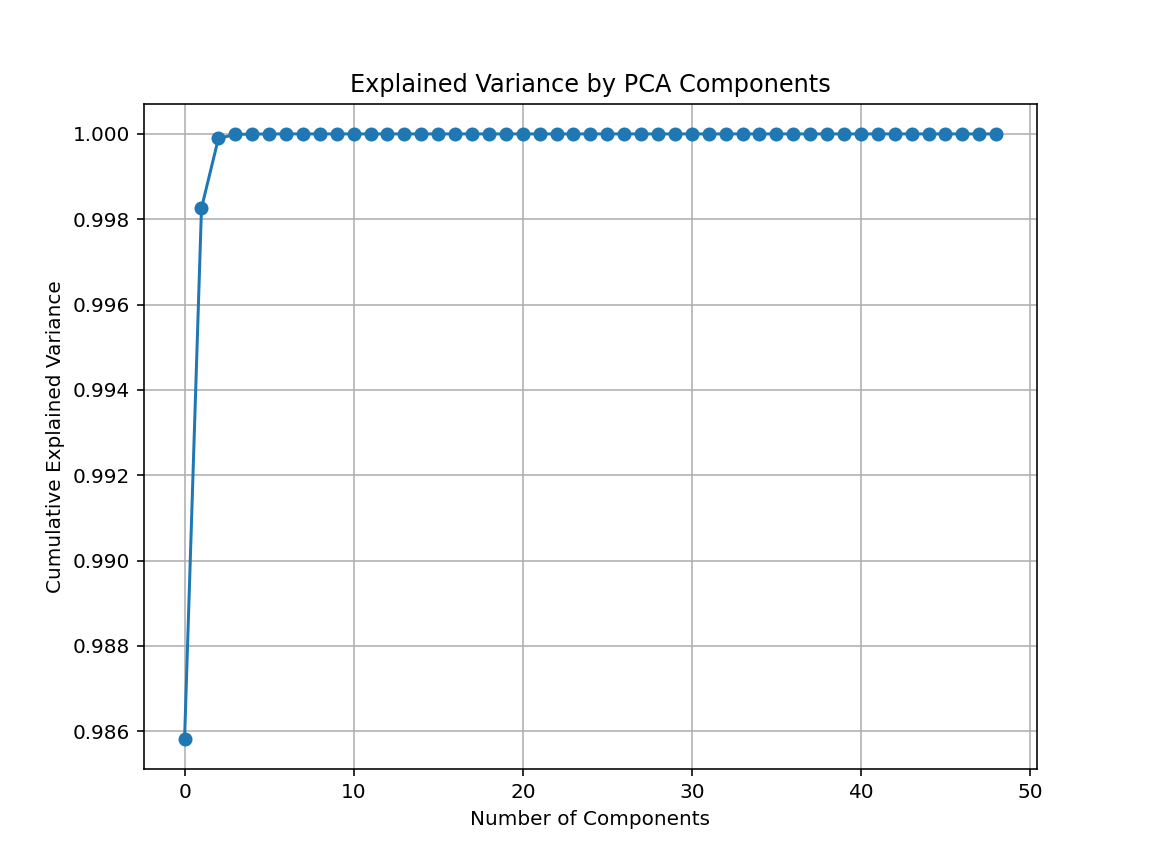 Explained Variance by PCA Components
Cumulative Explained Variance
1.000
0.998
0.996
0.994
0.992
0.990
0.988
0.986
0 10 20 30 40 50
Number of Components